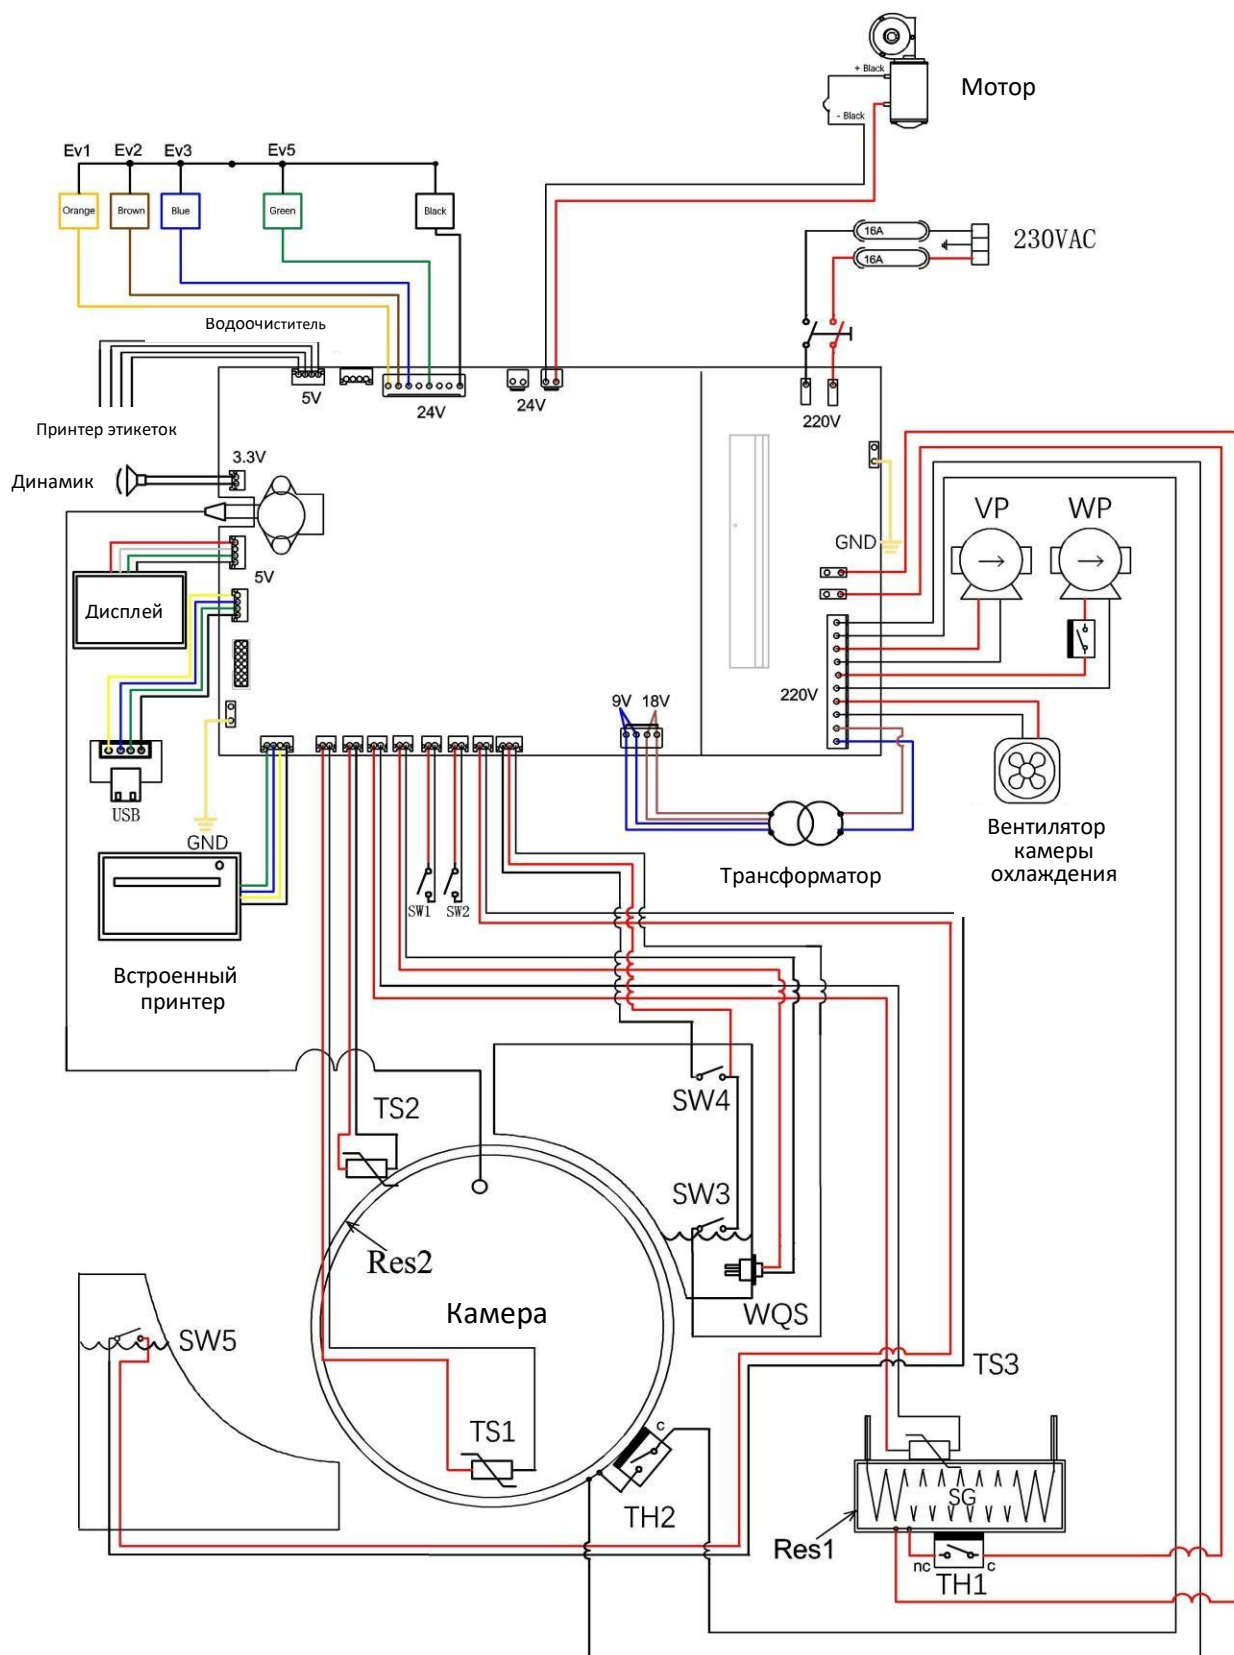 + Black
Мотор
- Black
Ev1
Ev2
Ev3
Ev5
Orange
Brown
Blue
Green
Black
16A
16A
230VAC
Водоочиститель
5V
24V
24V
220V
Принтер этикеток
3.3V
Динамик
VP
WP
GND
5V
Дисплей
220V
9V
18V
USB
GND
Вентилятор
камеры
охлаждения
Трансформатор
SW1
SW2
Встроенный
принтер
TS2
SW4
SW3
Res2
Камера
WQS
SW5
TS3
TS1
c
TH2
SG
Res1
nc
c
TH1